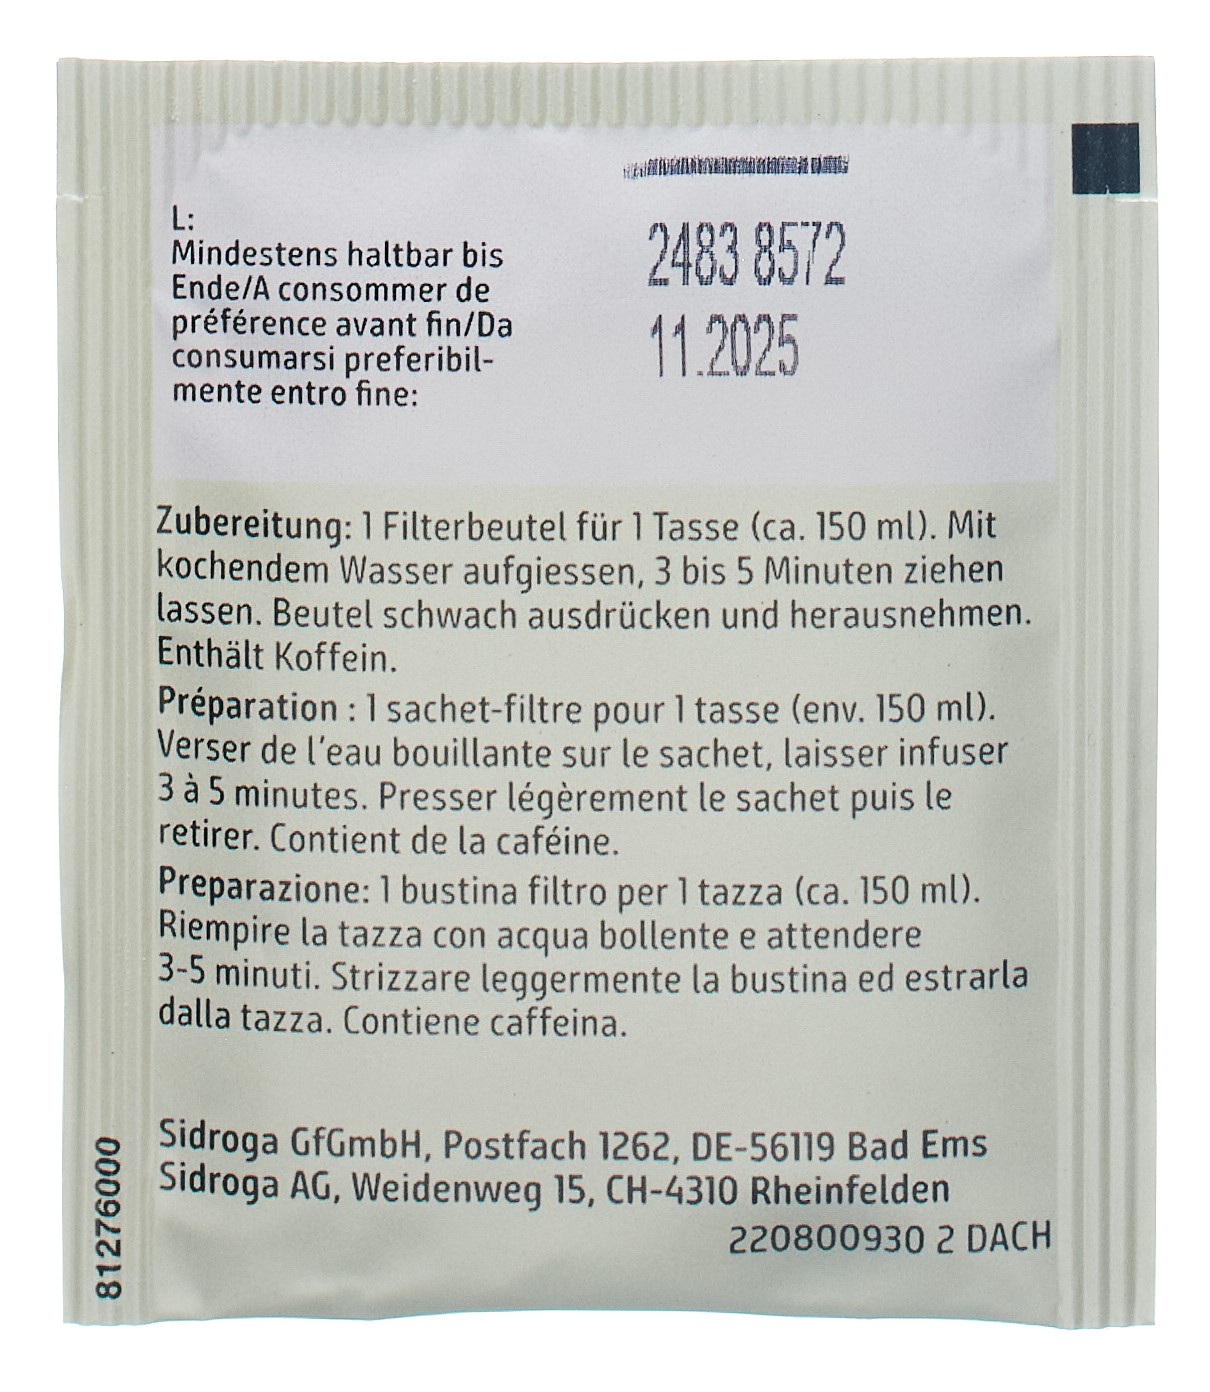 L:
Mindestens haltbar bis
Ende/A consommer de
préférence avant fin/Da
consumarsi preferibil-
mente entro fine:
2483 8572
11.2025
Zubereitung: 1 Filterbeutel für 1 Tasse (ca. 150 ml). Mit
kochendem Wasser aufgiessen, 3 bis 5 Minuten ziehen
lassen. Beutel schwach ausdrücken und herausnehmen.
Enthält Koffein.
Préparation : 1 sachet-filtre pour 1 tasse (env. 150 ml).
Verser de l'eau bouillante sur le sachet, laisser infuser
3 à 5 minutes. Presser légèrement le sachet puis le
retirer. Contient de la caféine.
Preparazione: 1 bustina filtro per 1 tazza (ca. 150 ml).
Riempire la tazza con acqua bollente e attendere
3-5 minuti. Strizzare leggermente la bustina ed estrarla
dalla tazza. Contiene caffeina.
Sidroga GfGmbH, Postfach 1262, DE-56119 Bad Ems
Sidroga AG, Weidenweg 15, CH-4310 Rheinfelden
220800930 2 DACH
81276000